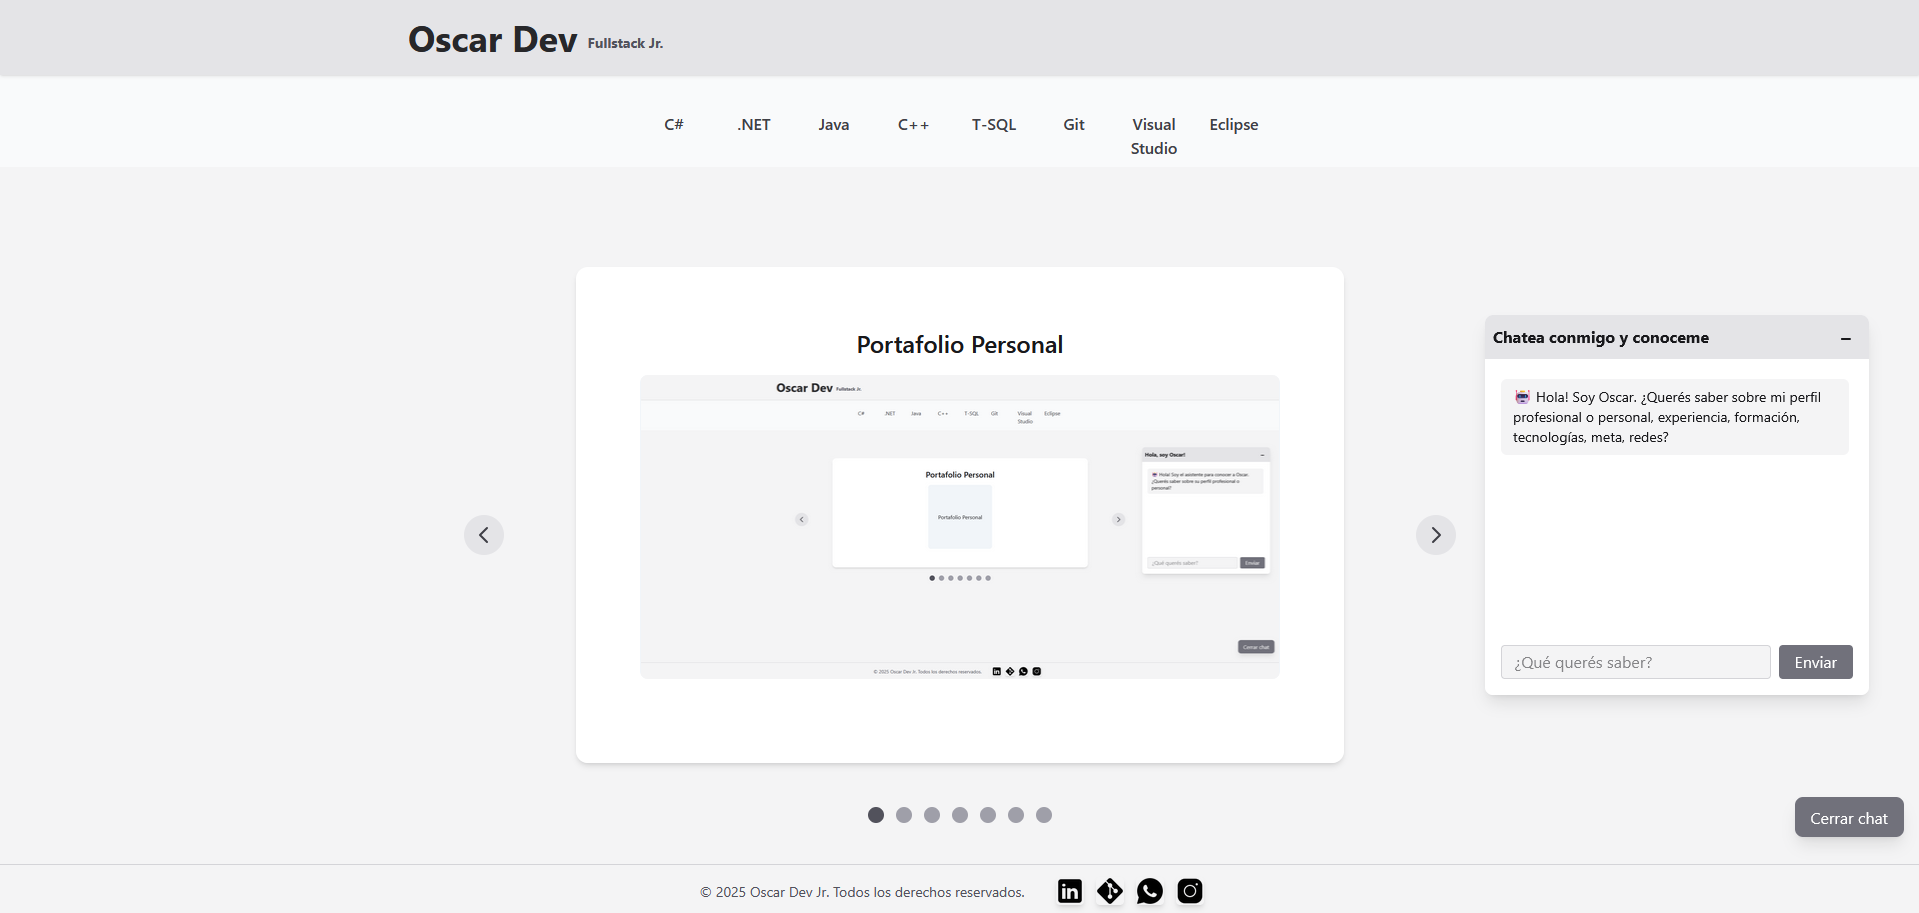 Oscar Dev Fullstack Jr.
C# .NET Java C++ T-SQL Git Visual Studio Eclipse
Portafolio Personal
Oscar Dev Fullstack Jr.
C# .NET Java C++ T-SQL Git Visual Studio Eclipse
Hola, soy Oscar!
Portafolio Personal
Hola! Soy el asistente para conocer a Oscar.
¿Querés saber sobre su perfil profesional o
personal?
Portafolio Personal
¿Qué querés saber? Enviar
Cerrar chat
© 2025 Oscar Dev Jr. Todos los derechos reservados.
Chatea conmigo y conoceme
Hola! Soy Oscar. ¿Querés saber sobre mi perfil
profesional o personal, experiencia, formación,
tecnologías, meta, redes?
¿Qué querés saber? Enviar
Cerrar chat
© 2025 Oscar Dev Jr. Todos los derechos reservados. in